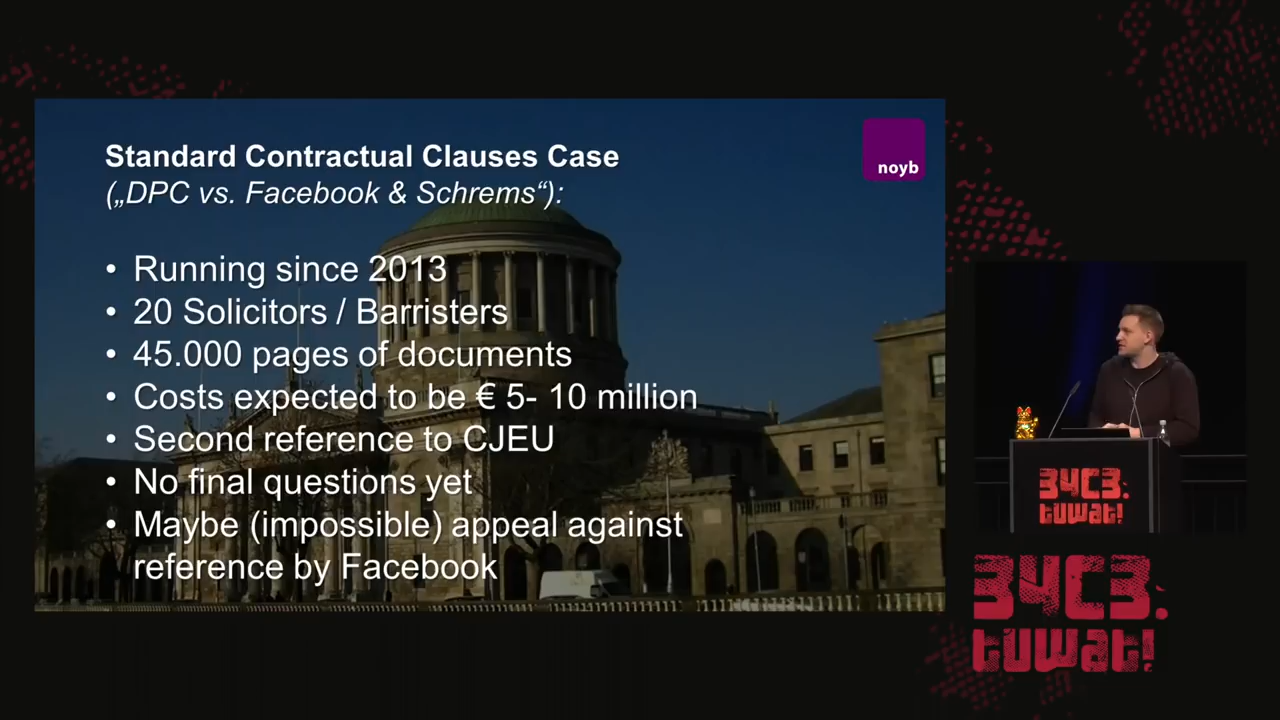 Standard Contractual Clauses Case
(„DPC vs. Facebook & Schrems“):
noyb
• Running since 2013
• 20 Solicitors / Barristers
• 45.000 pages of documents
• Costs expected to be € 5- 10 million
• Second reference to CJEU
• No final questions yet
• Maybe (impossible) appeal against
reference by Facebook
34C3.
tuwat!
34C3.
tuwat!